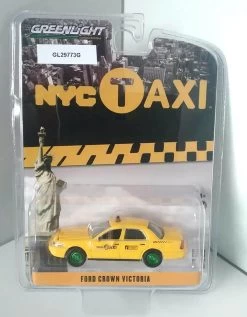 GREENLIGHT
GL29773G
NYC TAXI
FORD CROWN VICTORIA